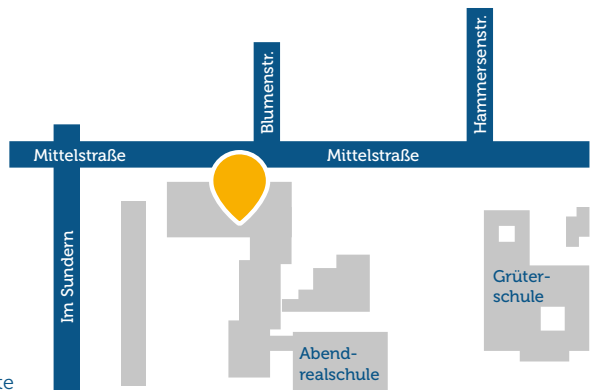 Blumenstr.
Hammersenstr.
Mittelstraße
Mittelstraße
Im Sundern
Grüter-
schule
Abend-
realschule